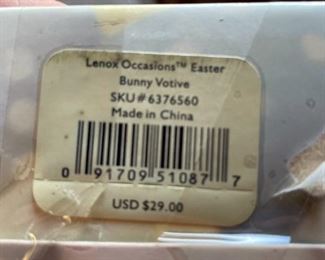 Lenox Occasions™ Easter
Bunny Votive
SKU#6376560
Made in China
0 91709 51087 7
USD $29.00